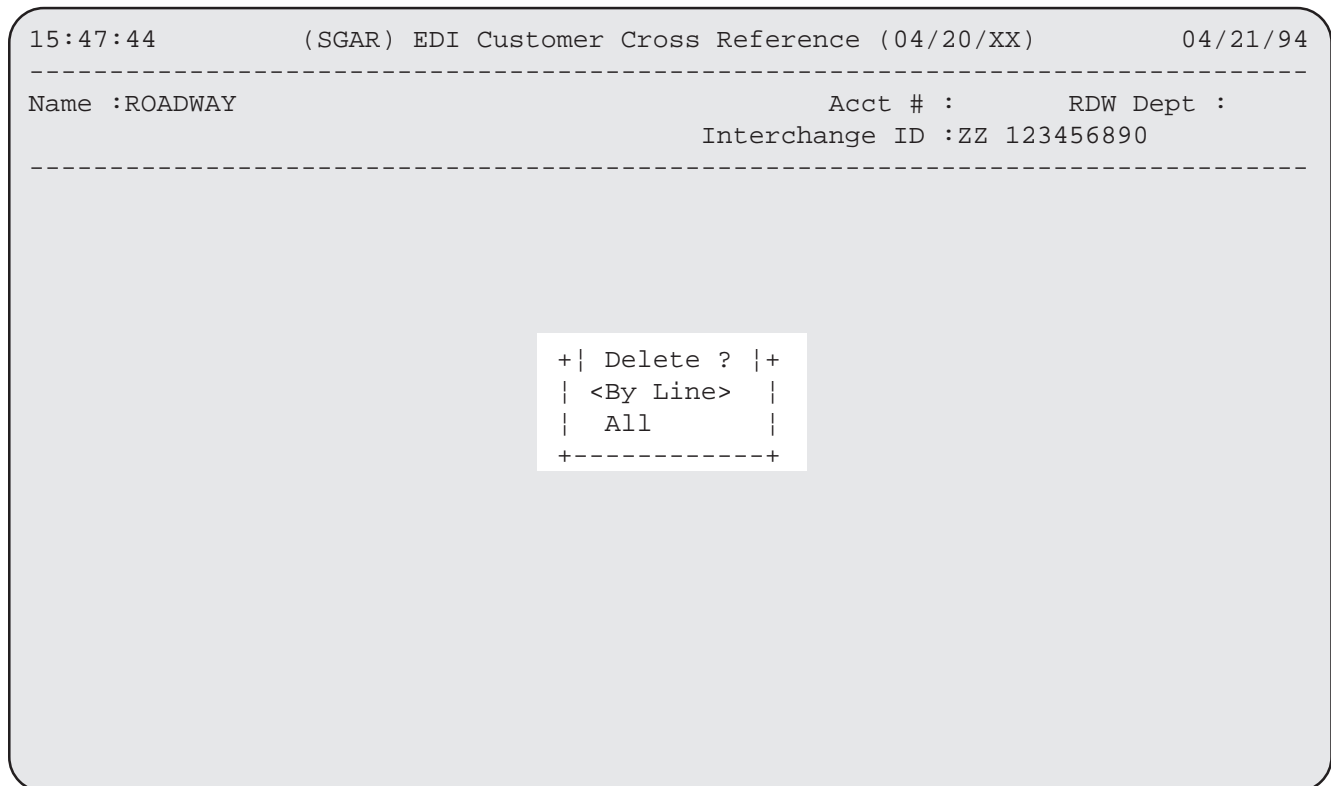 15:47:44 (SGAR) EDI Customer Cross Reference (04/20/XX) 04/21/94
--------------------------------------------------------------------------------
Name :ROADWAY Acct # : RDW Dept :
Interchange ID :ZZ 123456890
--------------------------------------------------------------------------------
+¦ Delete ? ¦+
¦ <By Line> ¦
¦ All ¦
+------------+